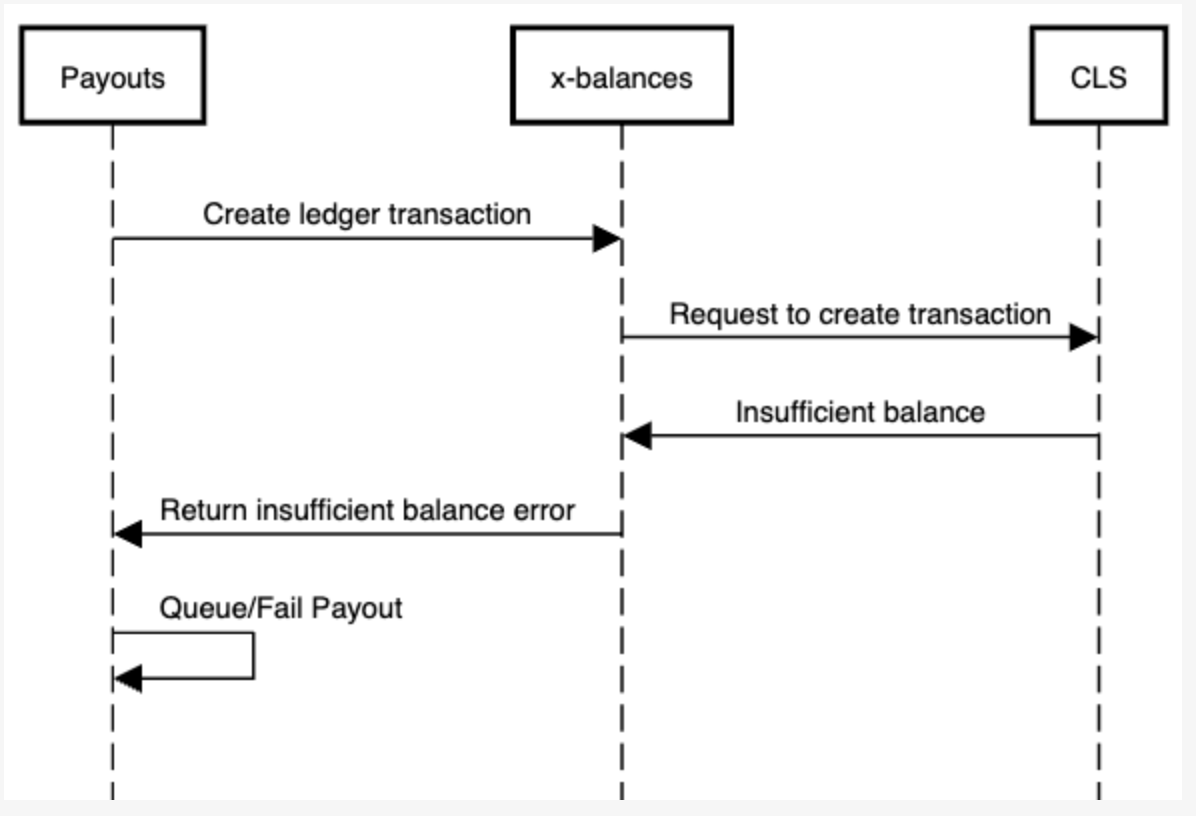 Payouts
x-balances
CLS
Create ledger transaction
Request to create transaction
Insufficient balance
Return insufficient balance error
Queue/Fail Payout